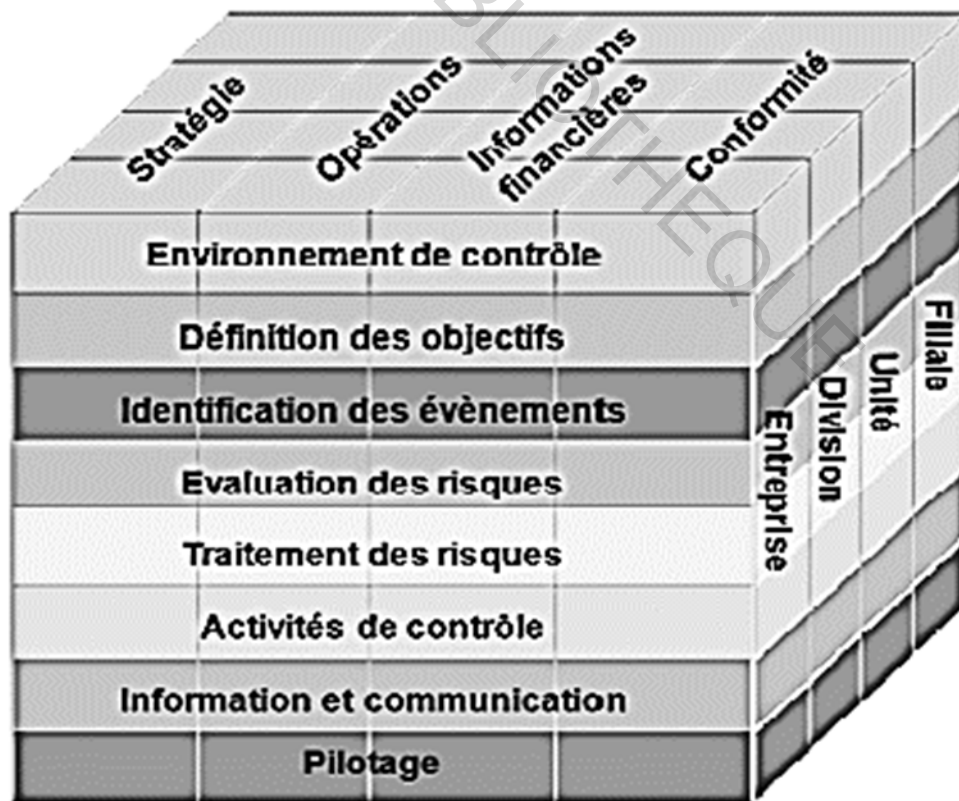 Stratégie
Opérations
Informations
financières
Conformité
Environnement de contrôle
Définition des objectifs
Identification des évènements
Evaluation des risques
Traitement des risques
Activités de contrôle
Information et communication
Pilotage
Entreprise
Division
Unité
Filiale
BLIOTHEQUE